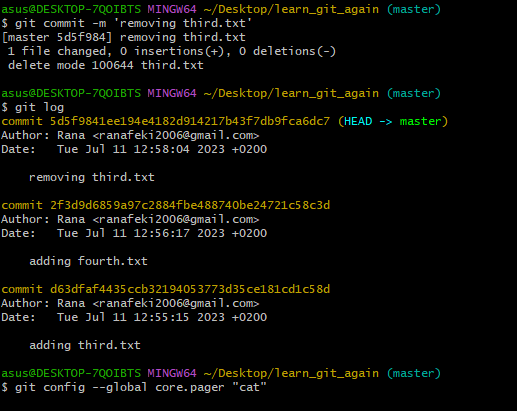 asus@DESKTOP-7QOIBTS MINGW64 ~/Desktop/learn_git_again (master)
$ git commit -m 'removing third.txt'
[master 5d5f984] removing third.txt
 1 file changed, 0 insertions(+), 0 deletions(-)
 delete mode 100644 third.txt

asus@DESKTOP-7QOIBTS MINGW64 ~/Desktop/learn_git_again (master)
$ git log
commit 5d5f9841ee194e4182d914217b43f7db9fca6dc7 (HEAD -> master)
Author: Rana <ranafeki2006@gmail.com>
Date:   Tue Jul 11 12:58:04 2023 +0200

    removing third.txt

commit 2f3d9d6859a97c2884fbe488740be24721c58c3d
Author: Rana <ranafeki2006@gmail.com>
Date:   Tue Jul 11 12:56:17 2023 +0200

    adding fourth.txt

commit d63dfaf4435ccb32194053773d35ce181cd1c58d
Author: Rana <ranafeki2006@gmail.com>
Date:   Tue Jul 11 12:55:15 2023 +0200

    adding third.txt

asus@DESKTOP-7QOIBTS MINGW64 ~/Desktop/learn_git_again (master)
$ git config --global core.pager "cat"